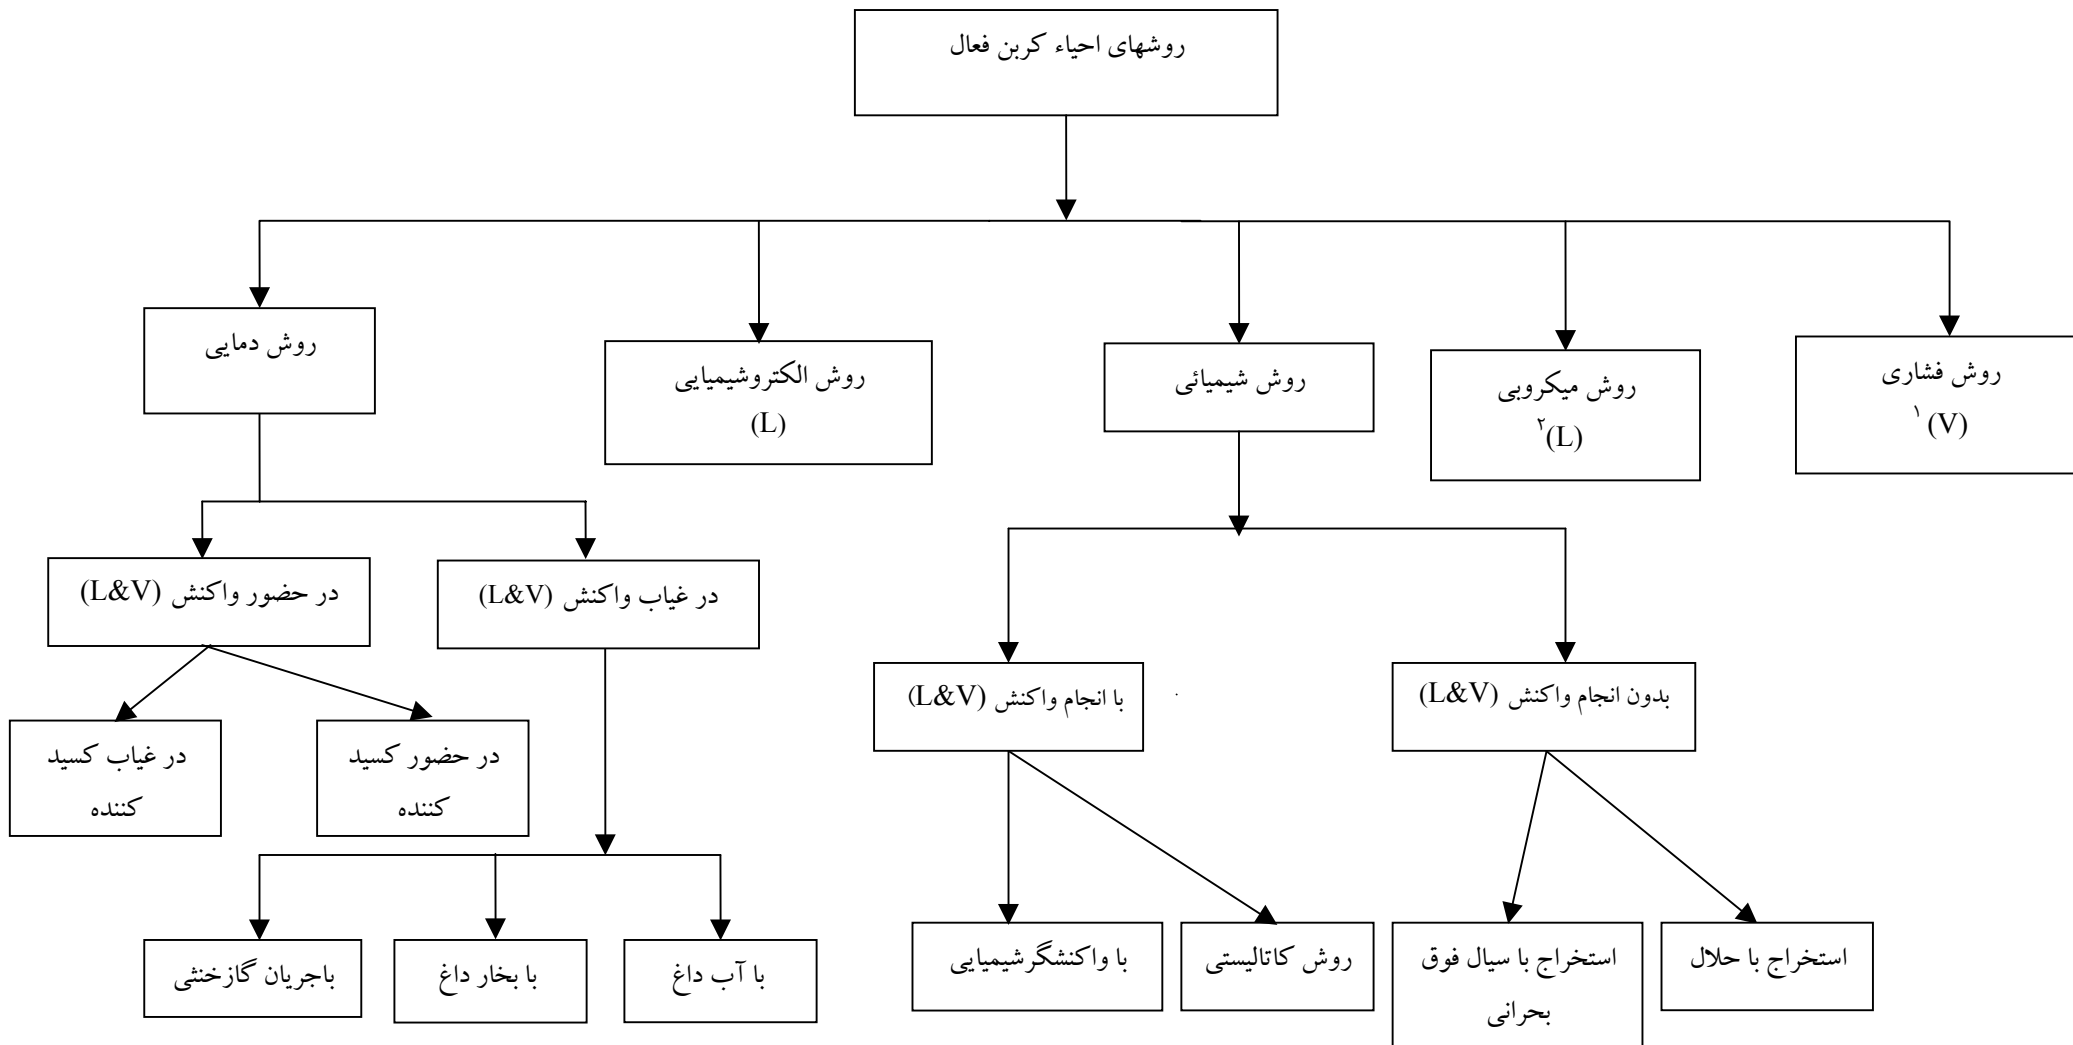 روشهای احیاء کربن فعال
روش فشاری
(V) ۱
روش میکروبی
(L)۲
روش شیمیائی
روش الکتروشیمیایی
(L)
روش دمایی
بدون انجام واکنش (L&V)
با انجام واکنش (L&V)
در غیاب واکنش (L&V)
در حضور واکنش (L&V)
در حضور کسید
کننده
در غیاب کسید
کننده
استخراج با حلال
استخراج با سیال فوق
بحرانی
روش کاتالیستی
با واکنشگرشیمیایی
با آب داغ
با بخار داغ
باجریان گازخنثی